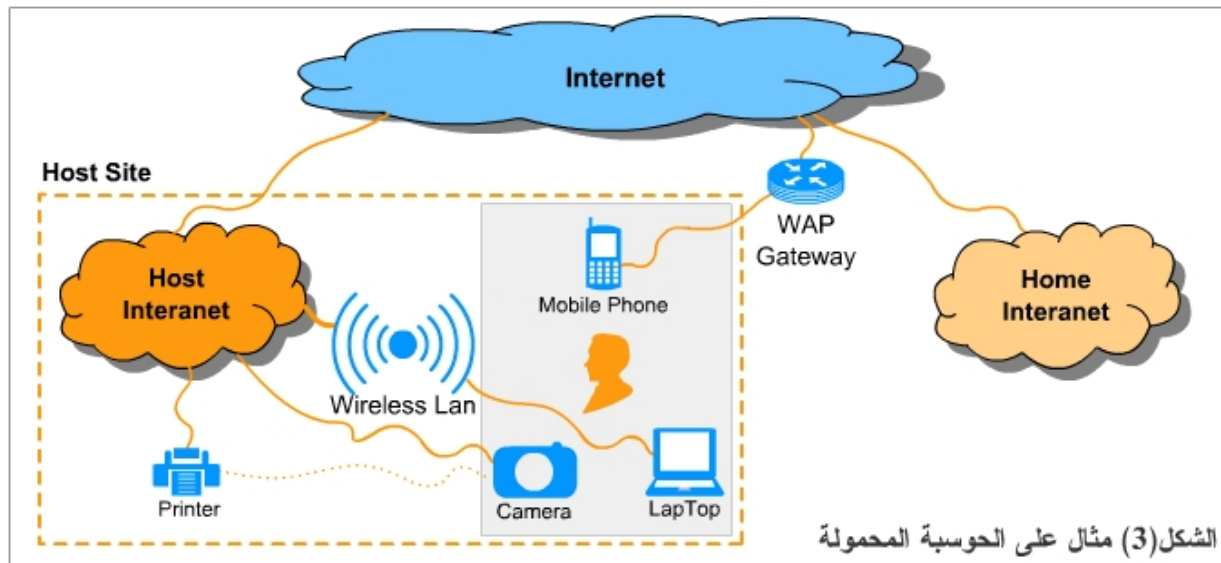 Internet
Host Site
WAP
Gateway
Host
Interanet
Home
Interanet
Mobile Phone
Wireless Lan
Printer
Camera
LapTop
الشكل(3) مثال على الحوسبة المحمولة